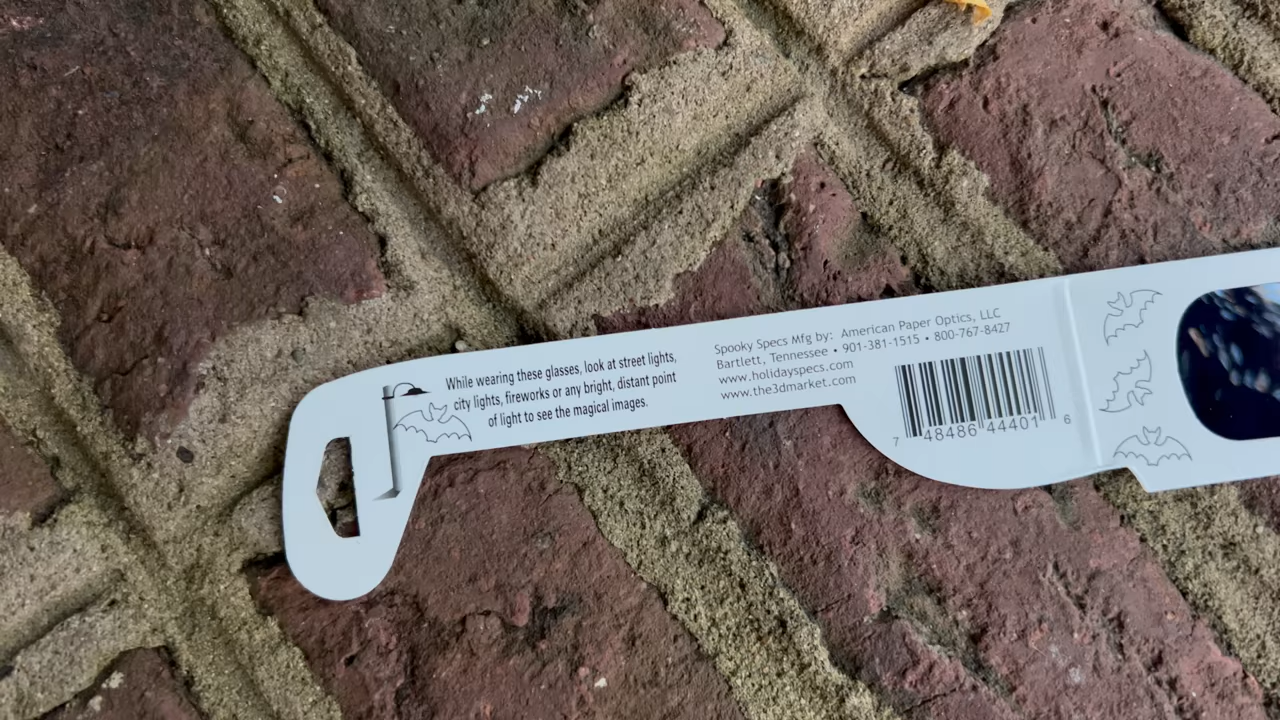 While wearing these glasses, look at street lights,
city lights, fireworks or any bright, distant point
of light to see the magical images.
Spooky Specs Mfg by: American Paper Optics, LLC
Bartlett, Tennessee • 901-381-1515 • 800-767-8427
www.holidayspecs.com
www.the3dmarket.com
7 48486 44401 6